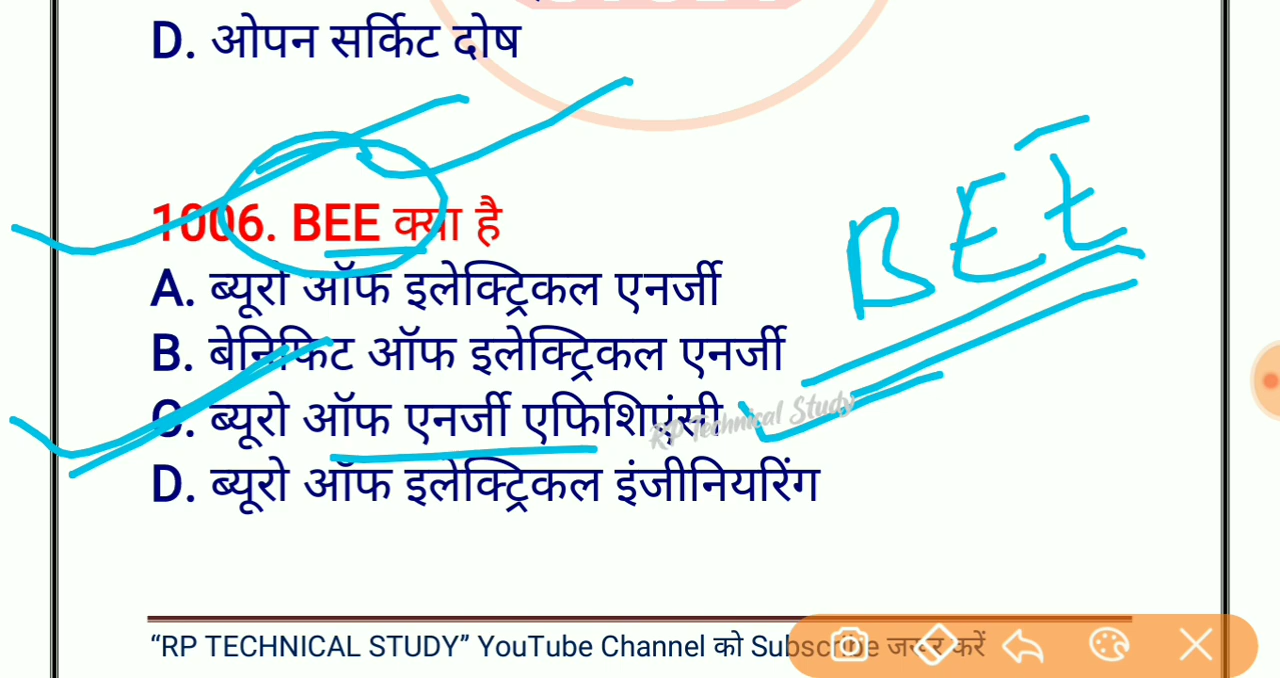 D. ओपन सर्किट दोष
1006. BEE क्या है
BEE
A. ब्यूरो ऑफ इलेक्ट्रिकल एनर्जी
B. बेनिफिट ऑफ इलेक्ट्रिकल एनर्जी
C. ब्यूरो ऑफ एनर्जी एफिशिएंसी
RP Technical Study
D. ब्यूरो ऑफ इलेक्ट्रिकल इंजीनियरिंग
“RP TECHNICAL STUDY” YouTube Channel को Subscribe जरूर करें